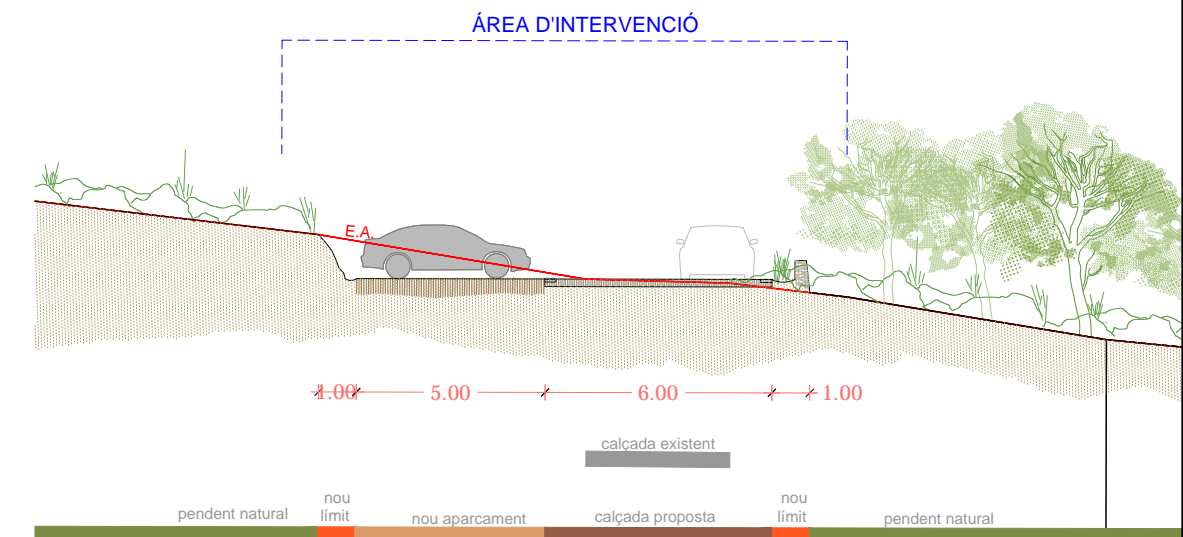 ÁREA D'INTERVENCIÓ
E.A.
1.00 5.00 6.00 1.00
calçada existent
pendent natural
nou límit
nou aparcament
calçada proposta
nou límit
pendent natural